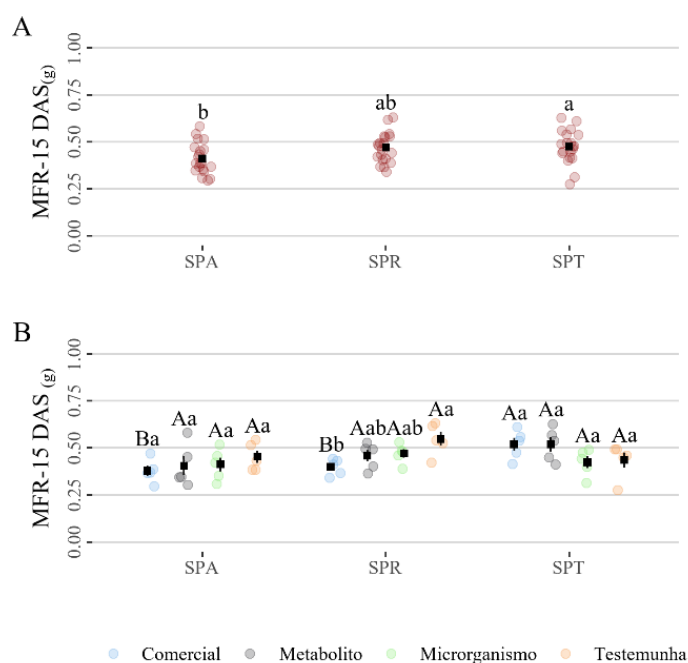 A
MFR-15 DAS(g)
1.00
0.75
0.50
0.25
0.00
b
ab
a
SPA
SPR
SPT
B
MFR-15 DAS (g)
1.00
0.75
0.50
0.25
0.00
Ba
Aa
Aa
Aa
Bb
Aab
Aab
Aa
Aa
Aa
Aa
Aa
SPA
SPR
SPT
Comercial
Metabolito
Microrganismo
Testemunha